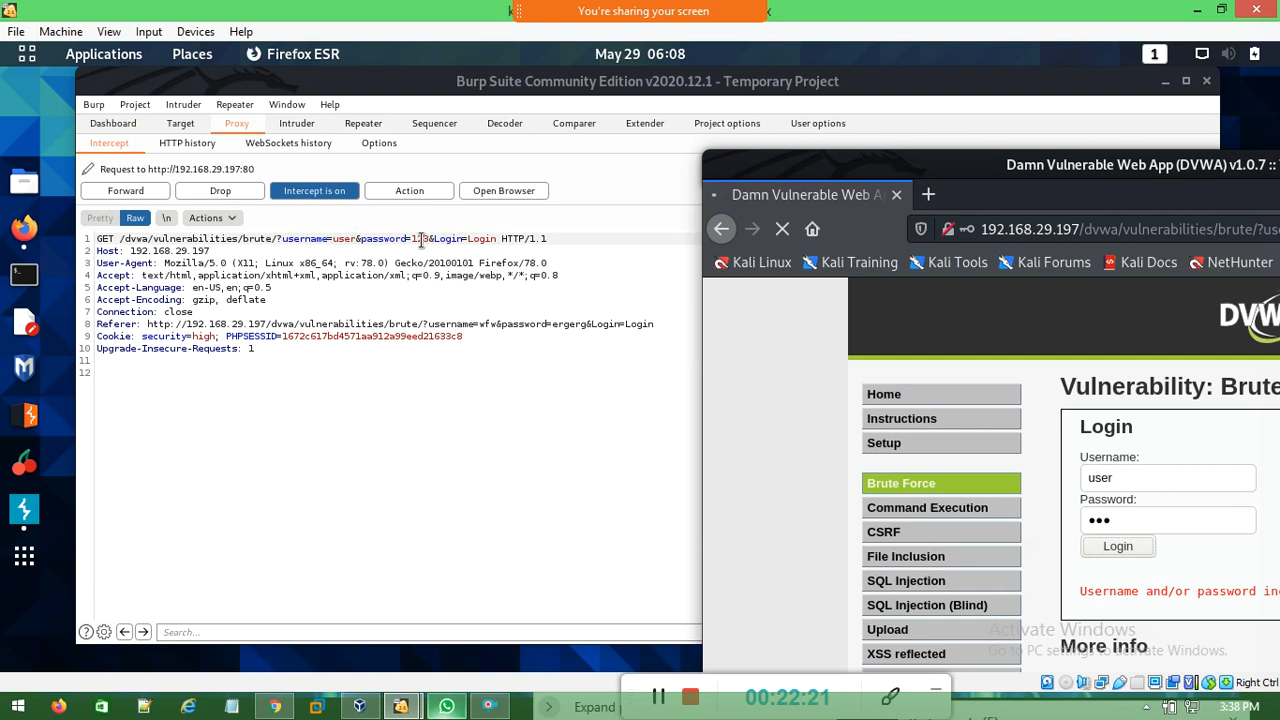 You're sharing your screen
File Machine View Input Devices Help
Applications Places Firefox ESR May 29 06:08 1
Burp Suite Community Edition v2020.12.1 - Temporary Project
Burp Project Intruder Repeater Window Help
Dashboard Target Proxy Intruder Repeater Sequencer Decoder Comparer Extender Project options User options
Intercept HTTP history WebSockets history Options
Request to http://192.168.29.197:80
Forward Drop Intercept is on Action Open Browser
Pretty Raw \n Actions
1 GET /dvwa/vulnerabilities/brute/?username=user&password=123&Login=Login HTTP/1.1
2 Host: 192.168.29.197
3 User-Agent: Mozilla/5.0 (X11; Linux x86_64; rv:78.0) Gecko/20100101 Firefox/78.0
4 Accept: text/html,application/xhtml+xml,application/xml;q=0.9,image/webp,*/*;q=0.8
5 Accept-Language: en-US,en;q=0.5
6 Accept-Encoding: gzip, deflate
7 Connection: close
8 Referer: http://192.168.29.197/dvwa/vulnerabilities/brute/?username=wfw&password=ergerg&Login=Login
9 Cookie: security=high; PHPSESSID=1672c617bd4571aa912a99eed21633c8
10 Upgrade-Insecure-Requests: 1
11
12
Search...
Damn Vulnerable Web App (DVWA) v1.0.7 ::
Damn Vulnerable Web A
192.168.29.197/dvwa/vulnerabilities/brute/?use
Kali Linux Kali Training Kali Tools Kali Forums Kali Docs NetHunter
DVW
Home
Instructions
Setup
Brute Force
Command Execution
CSRF
File Inclusion
SQL Injection
SQL Injection (Blind)
Upload
XSS reflected
Vulnerability: Brute
Login
Username:
user
Password:
●●●
Login
Username and/or password in
More info
Activate Windows
Go to PC settings to activate Windows.
Right Ctrl
00:22:21
Expand
3:38 PM